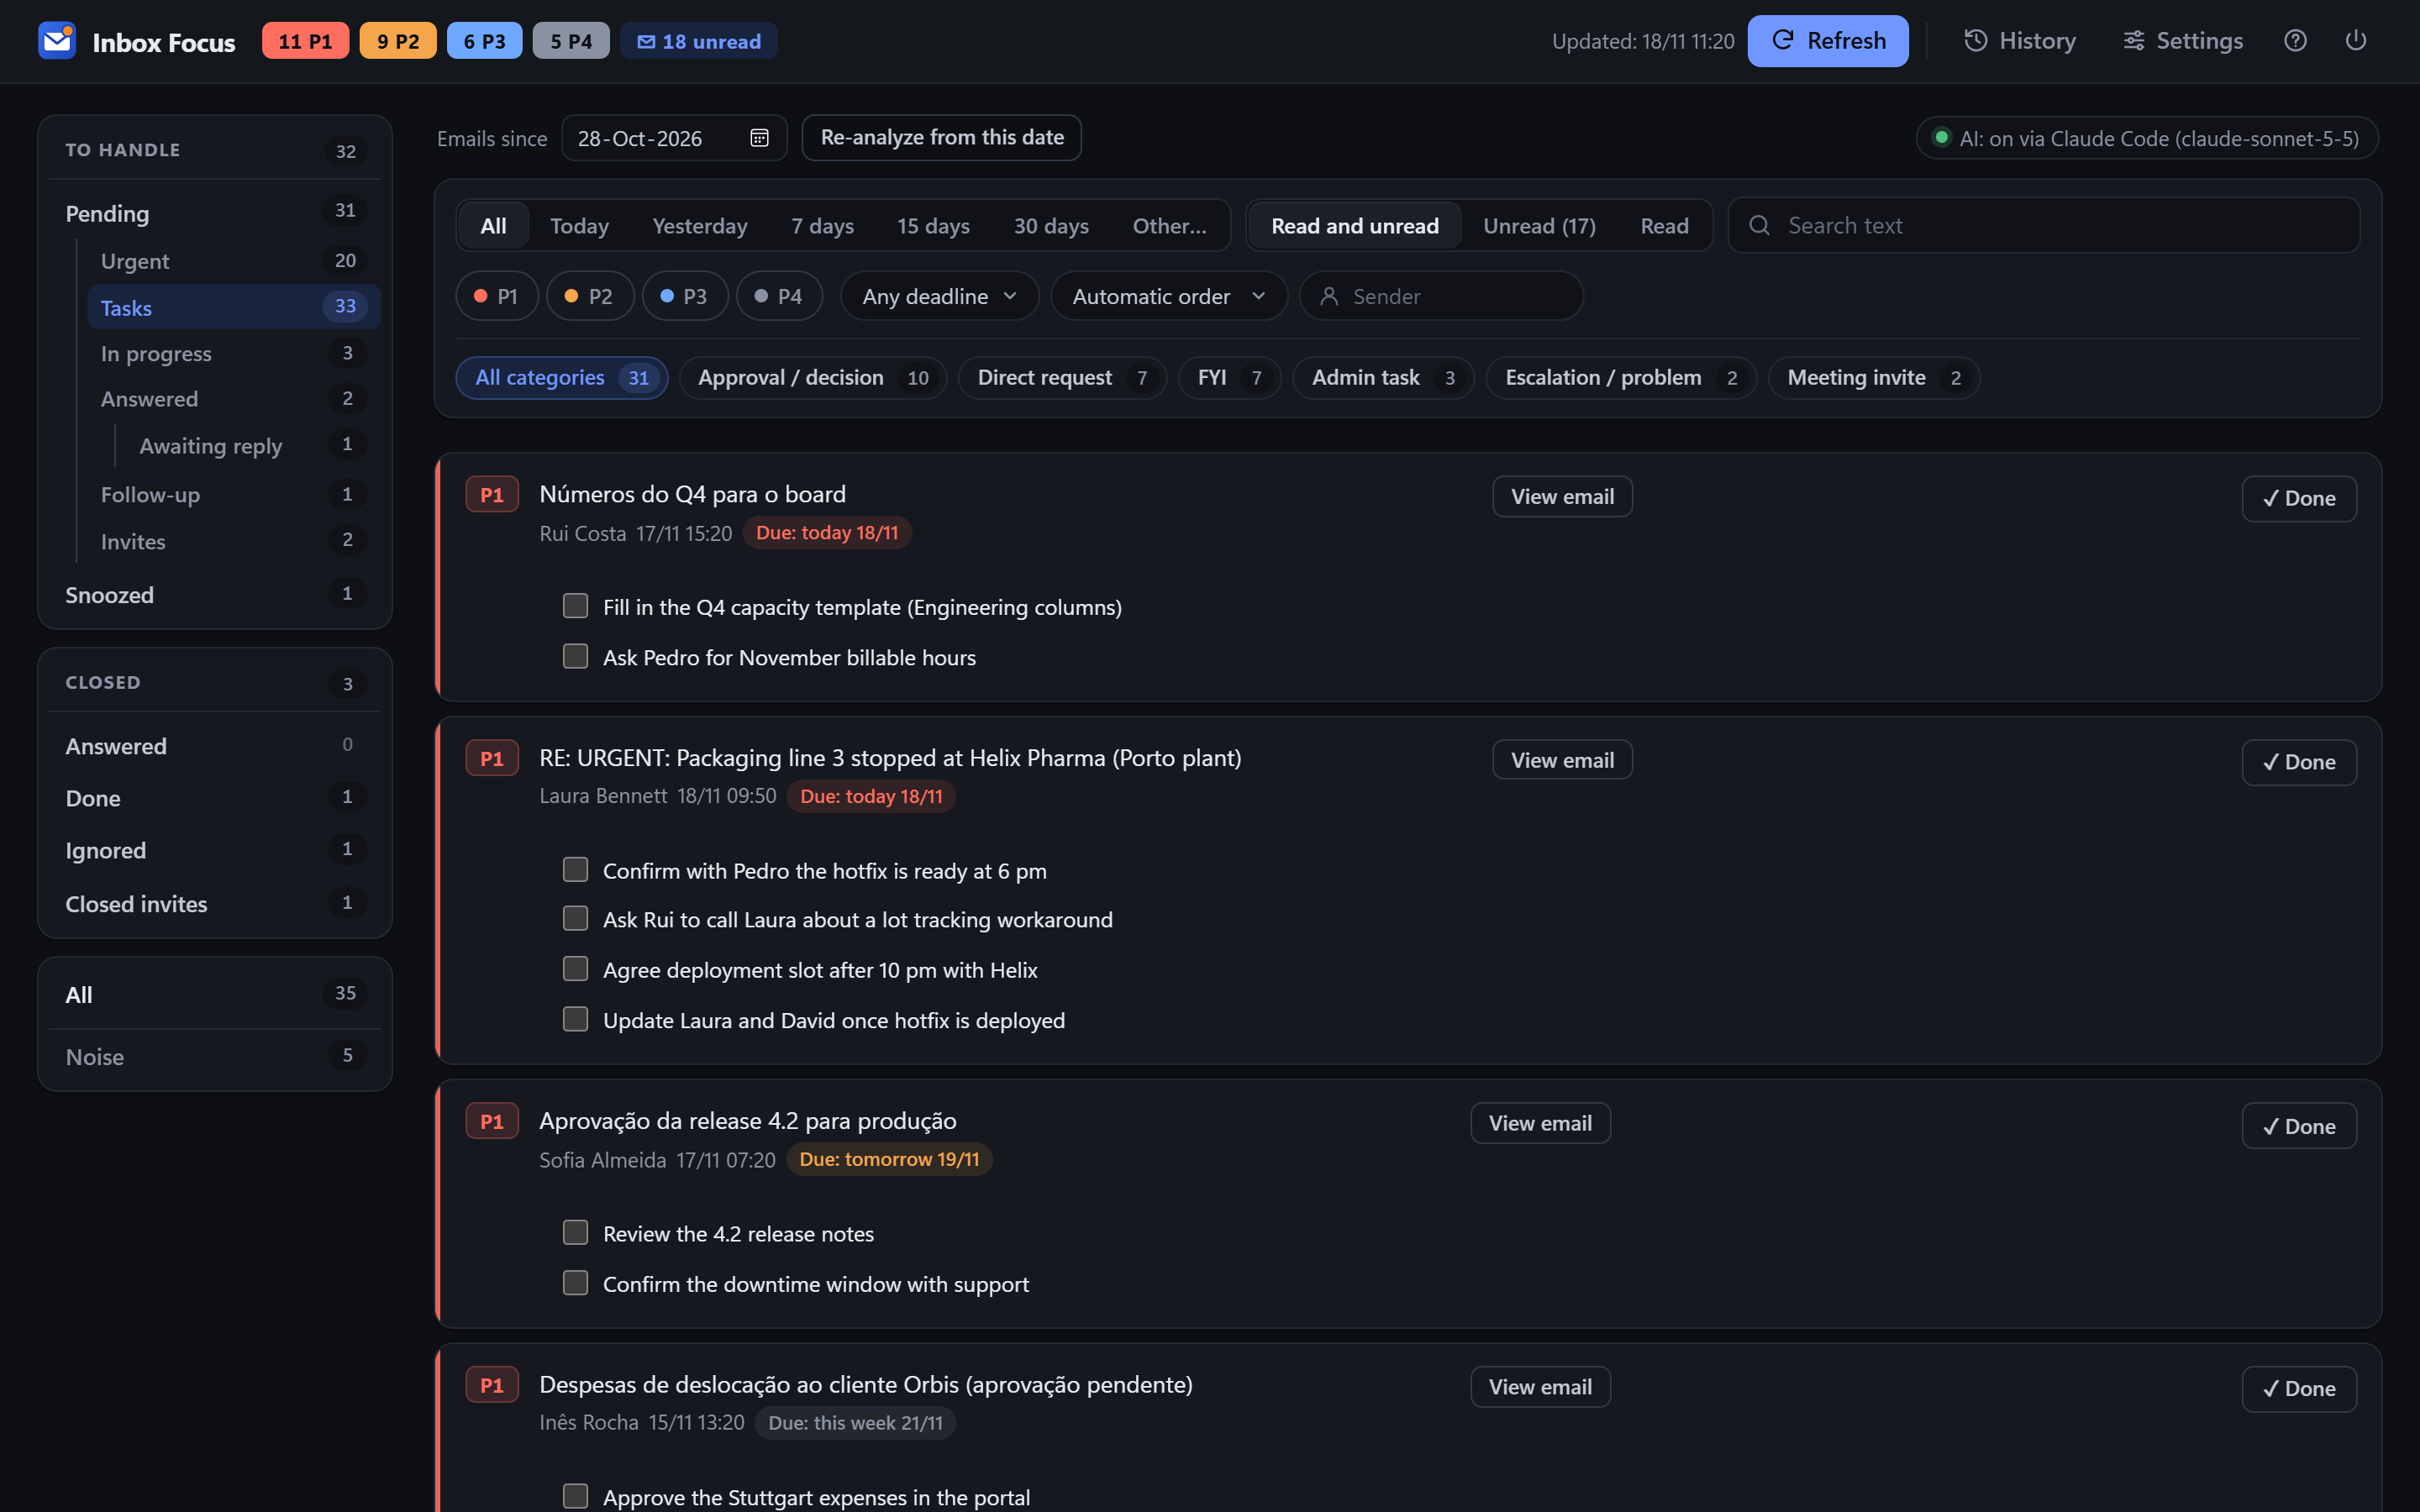 Inbox Focus 11 P1 9 P2 6 P3 5 P4 18 unread Updated: 18/11 11:20 Refresh History Settings
TO HANDLE 32
Pending 31
Urgent 20
Tasks 33
In progress 3
Answered 2
Awaiting reply 1
Follow-up 1
Invites 2
Snoozed 1
CLOSED 3
Answered 0
Done 1
Ignored 1
Closed invites 1
All 35
Noise 5
Emails since 28-Oct-2026 Re-analyze from this date AI: on via Claude Code (claude-sonnet-5-5)
All Today Yesterday 7 days 15 days 30 days Other... Read and unread Unread (17) Read Search text
P1 P2 P3 P4 Any deadline Automatic order Sender
All categories 31 Approval / decision 10 Direct request 7 FYI 7 Admin task 3 Escalation / problem 2 Meeting invite 2
P1 Números do Q4 para o board View email ✓ Done
Rui Costa 17/11 15:20 Due: today 18/11
Fill in the Q4 capacity template (Engineering columns)
Ask Pedro for November billable hours
P1 RE: URGENT: Packaging line 3 stopped at Helix Pharma (Porto plant) View email ✓ Done
Laura Bennett 18/11 09:50 Due: today 18/11
Confirm with Pedro the hotfix is ready at 6 pm
Ask Rui to call Laura about a lot tracking workaround
Agree deployment slot after 10 pm with Helix
Update Laura and David once hotfix is deployed
P1 Aprovação da release 4.2 para produção View email ✓ Done
Sofia Almeida 17/11 07:20 Due: tomorrow 19/11
Review the 4.2 release notes
Confirm the downtime window with support
P1 Despesas de deslocação ao cliente Orbis (aprovação pendente) View email ✓ Done
Inês Rocha 15/11 13:20 Due: this week 21/11
Approve the Stuttgart expenses in the portal